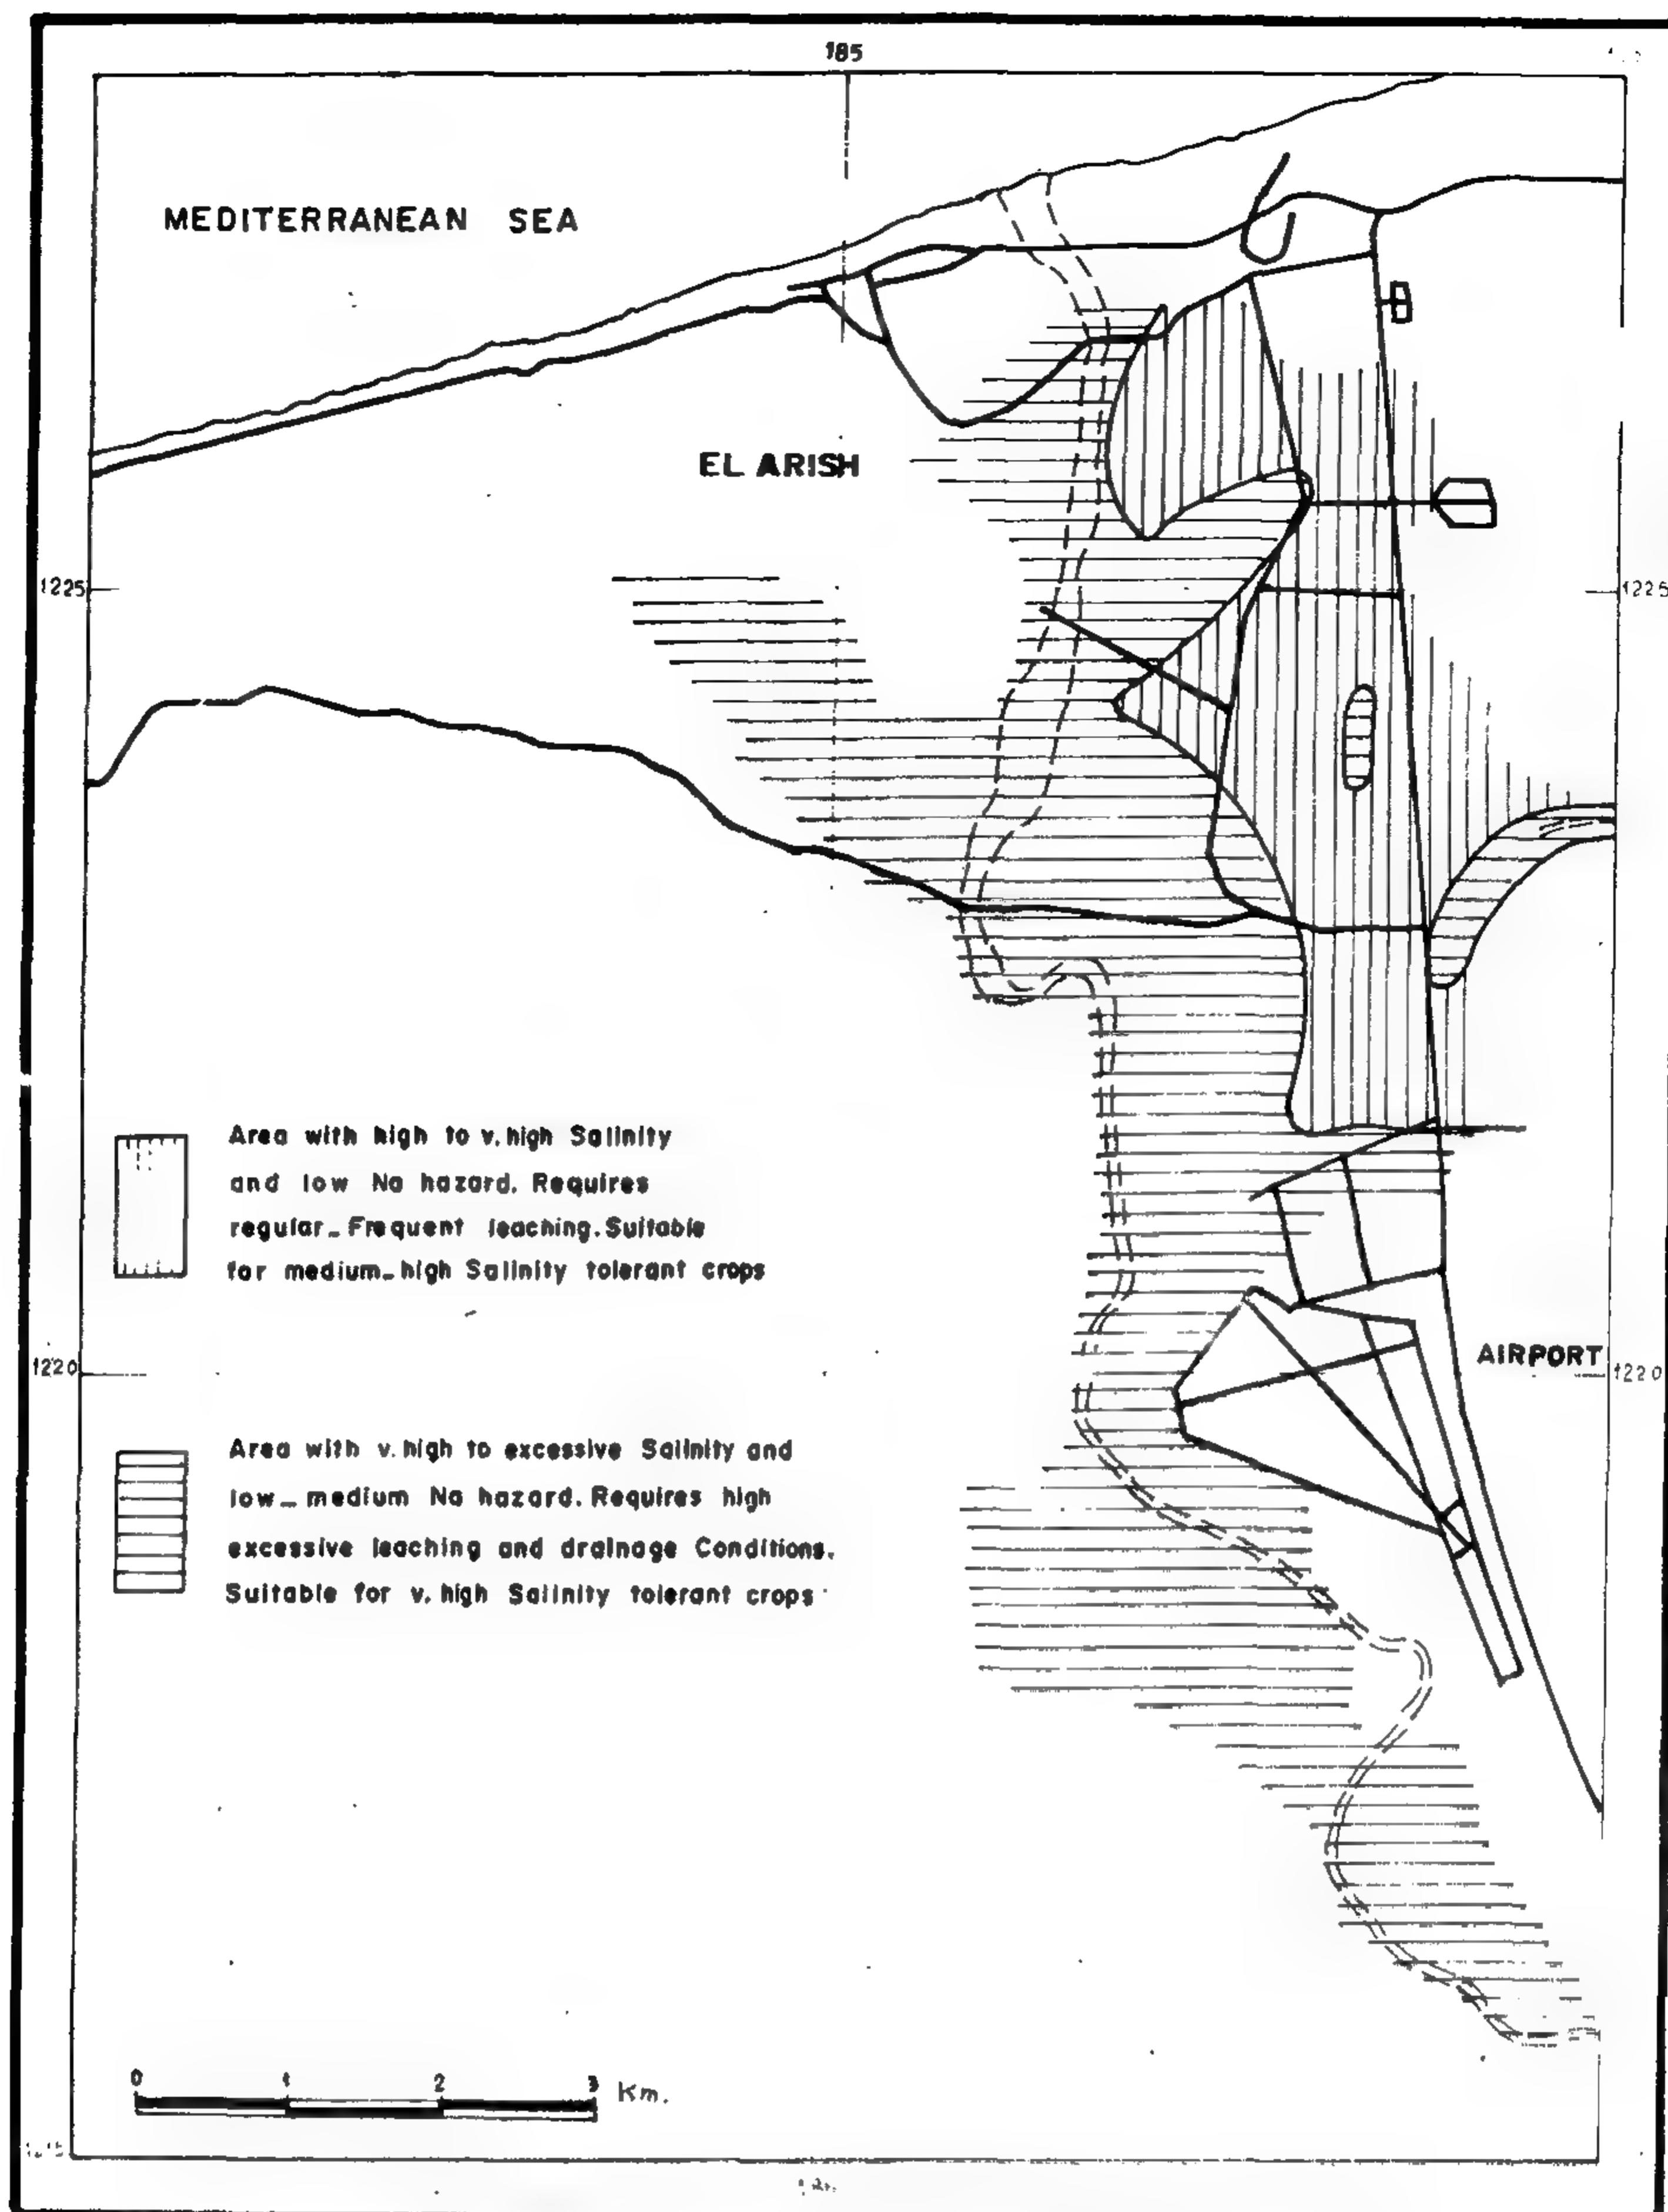 185
MEDITERRANEAN SEA
EL ARISH
1225
1225
Area with high to v. high Salinity
and low Na hazard. Requires
regular_ Frequent leaching. Suitable
for medium_ high Salinity tolerant crops
1220
AIRPORT
1220
Area with v. high to excessive Salinity and
low_ medium Na hazard. Requires high
excessive leaching and drainage Conditions.
Suitable for v. high Salinity tolerant crops
0 1 2 3 Km.